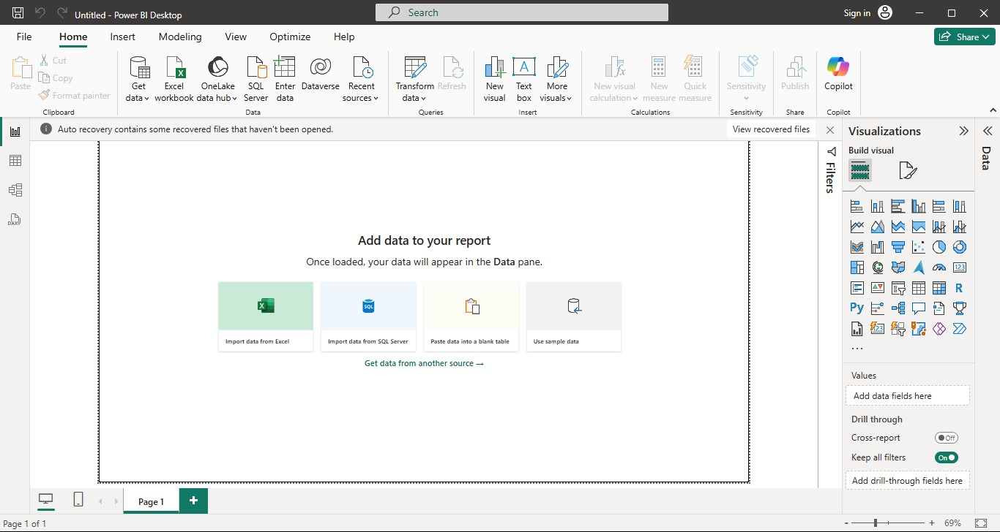 Untitled - Power BI Desktop
Search
Sign in
File Home Insert Modeling View Optimize Help
Share
Paste
Cut
Copy
Format painter
Clipboard
Get data
Excel workbook
OneLake data hub
SQL Server
Enter data
Dataverse
Recent sources
Data
Transform data
Refresh
Queries
New visual
Text box
More visuals
Insert
New visual calculation
New measure
Quick measure
Calculations
Sensitivity
Sensitivity
Publish
Share
Copilot
Copilot
Auto recovery contains some recovered files that haven't been opened.
View recovered files
Add data to your report
Once loaded, your data will appear in the Data pane.
Import data from Excel
SQL
Import data from SQL Server
Paste data into a blank table
Use sample data
Get data from another source →
Filters
Visualizations
Build visual
123
R
Py
123
...
Values
Add data fields here
Drill through
Cross-report
Off
Keep all filters
On
Add drill-through fields here
Data
DAX
Page 1
+
Page 1 of 1
- + 69%